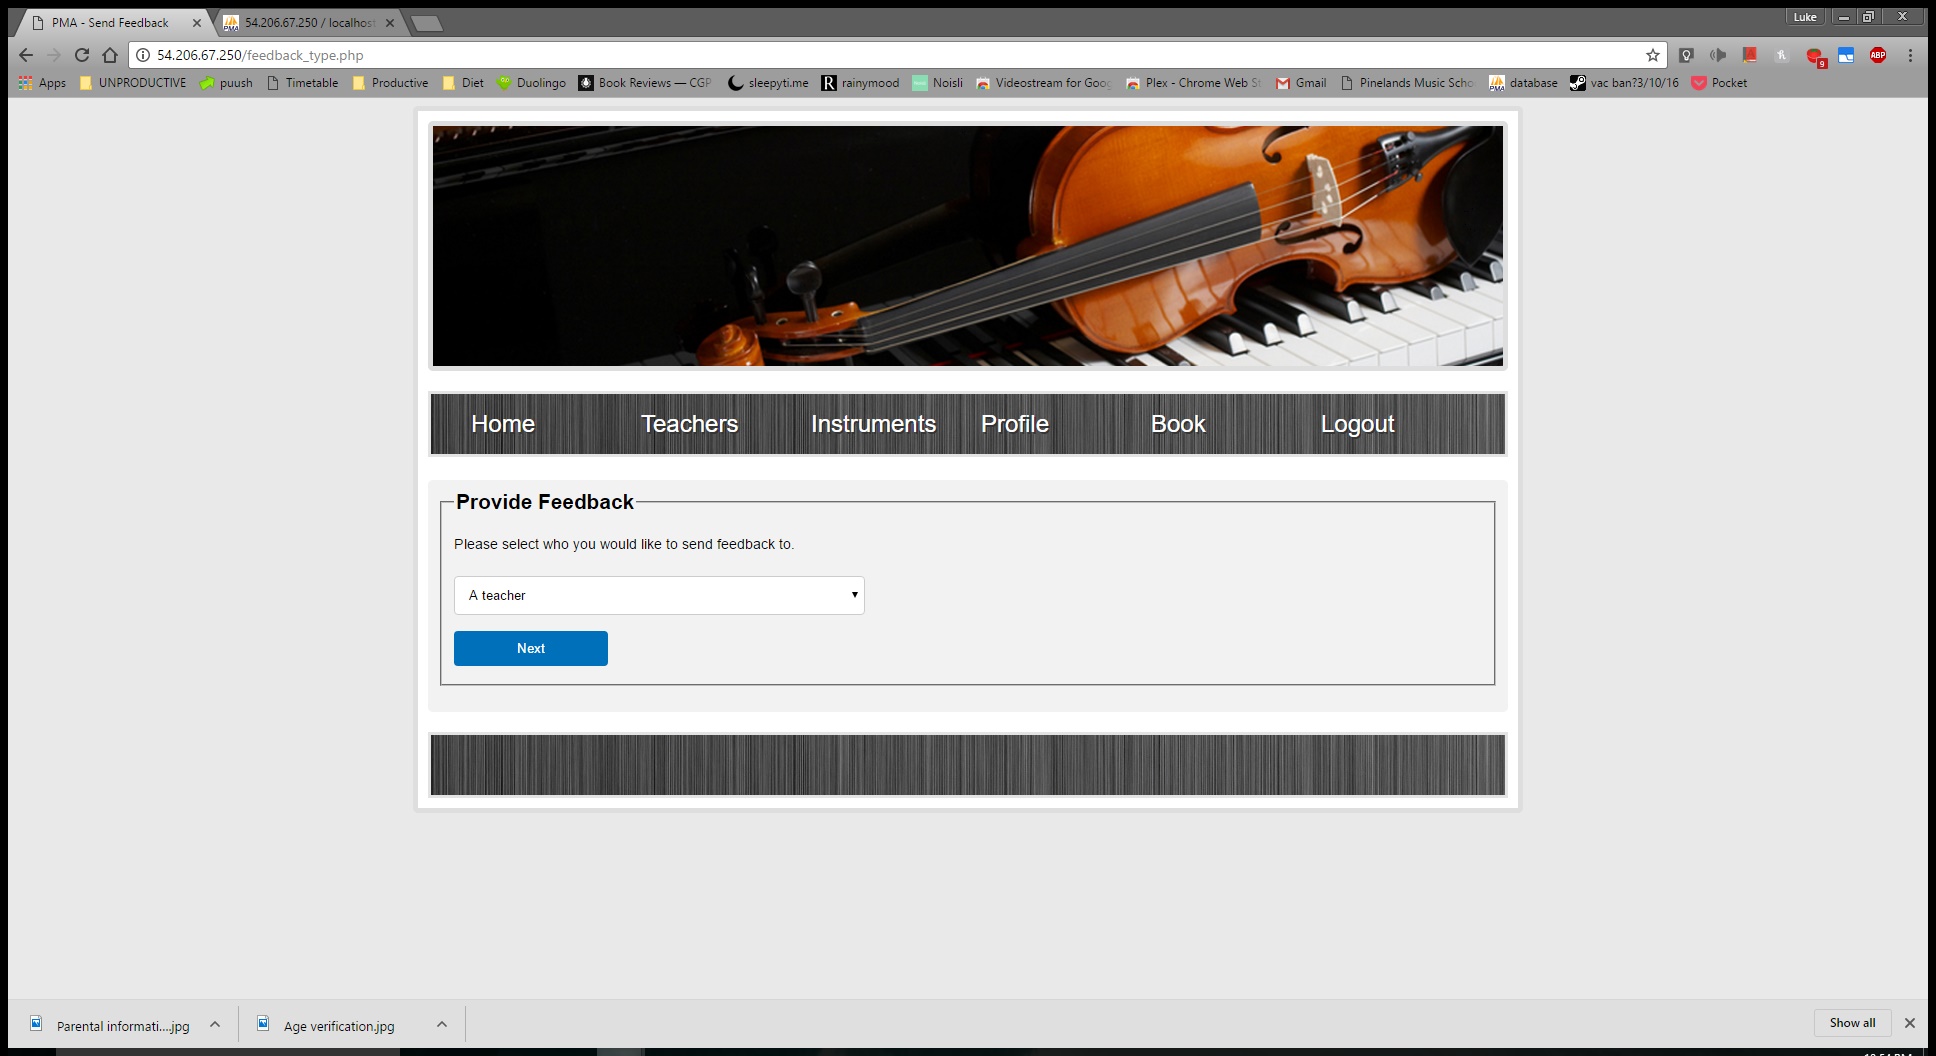 PMA - Send Feedback
54.206.67.250 / localhost
Luke
54.206.67.250/feedback_type.php
9
ABP
Apps
UNPRODUCTIVE
puush
Timetable
Productive
Diet
Duolingo
Book Reviews — CGP
sleepyti.me
R
rainymood
Noisli
Videostream for Goog
Plex - Chrome Web St
Gmail
Pinelands Music Scho
database
vac ban?3/10/16
Pocket
Home
Teachers
Instruments
Profile
Book
Logout
Provide Feedback
Please select who you would like to send feedback to.
A teacher
Next
Parental informati....jpg
Age verification.jpg
Show all